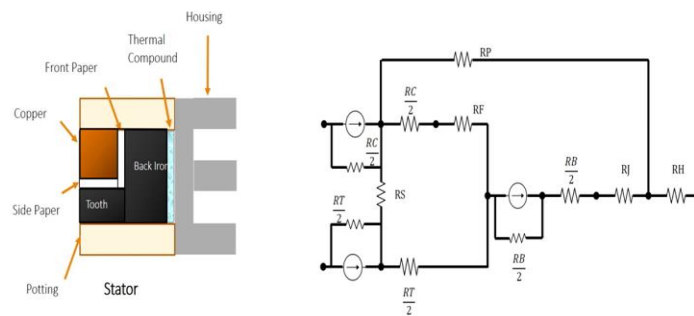 Housing
Thermal
Compound
Front Paper
Copper
Back Iron
Side Paper
Tooth
Potting
Stator
RP
RC
2
RF
RC
2
RS
RT
2
RT
2
RB
2
RB
2
RJ
RH